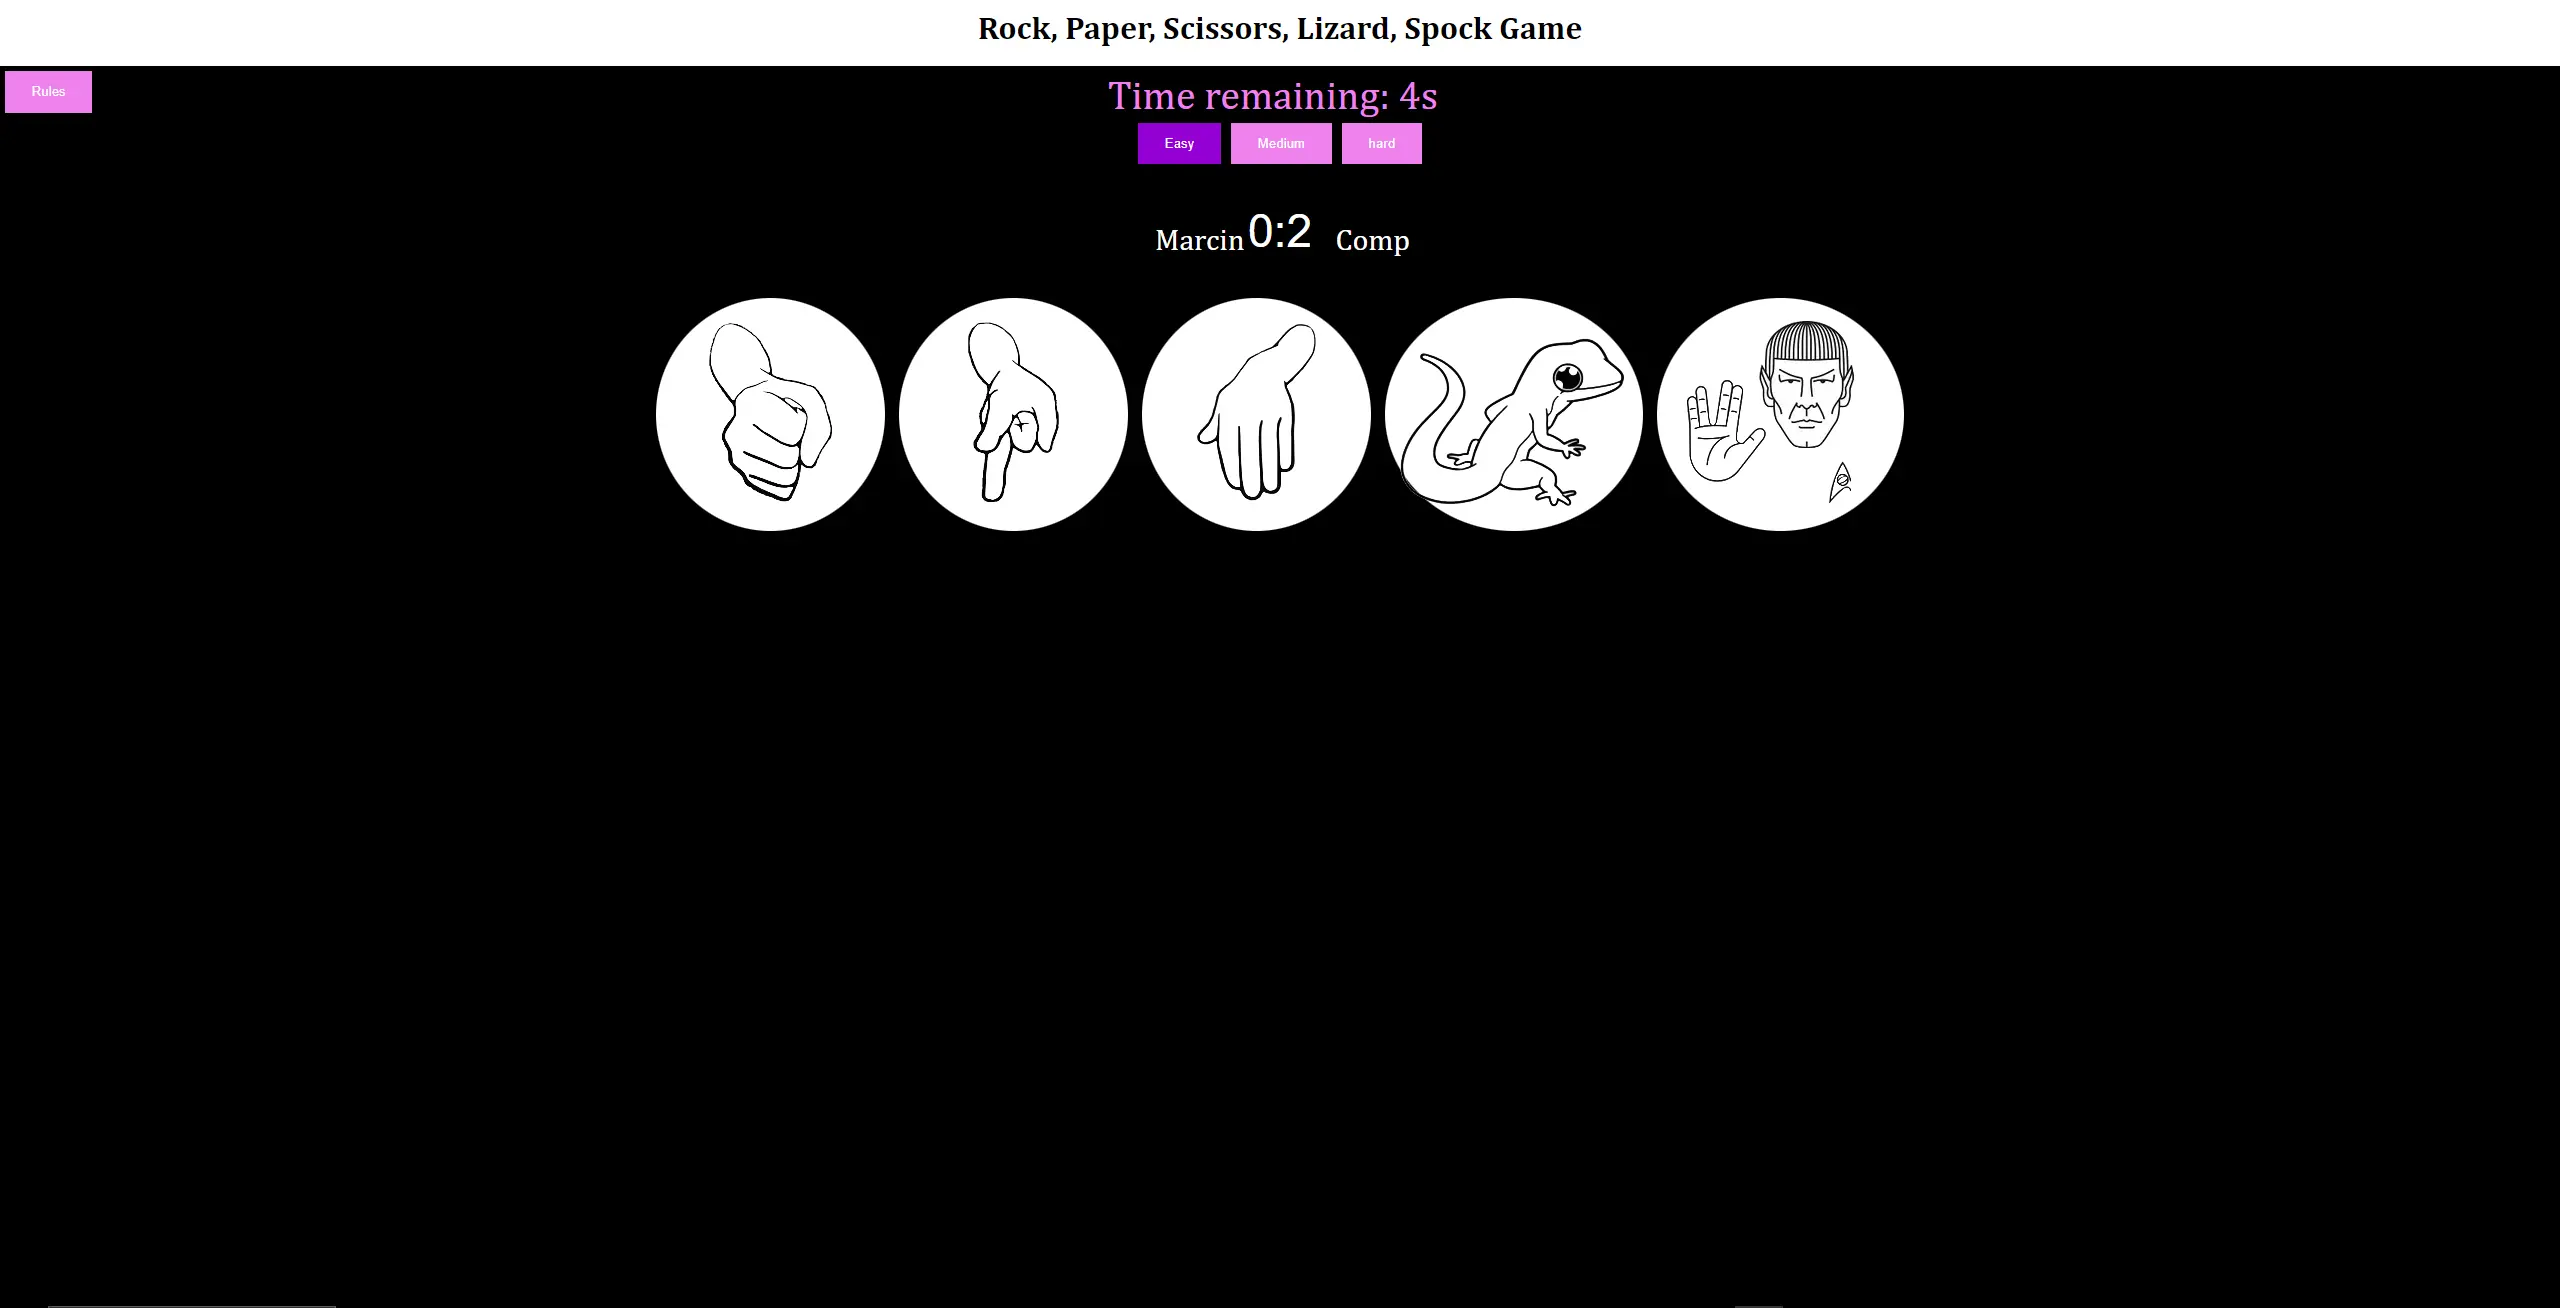 Rock, Paper, Scissors, Lizard, Spock Game
Rules
Time remaining: 4s
Easy Medium hard
Marcin 0:2 Comp